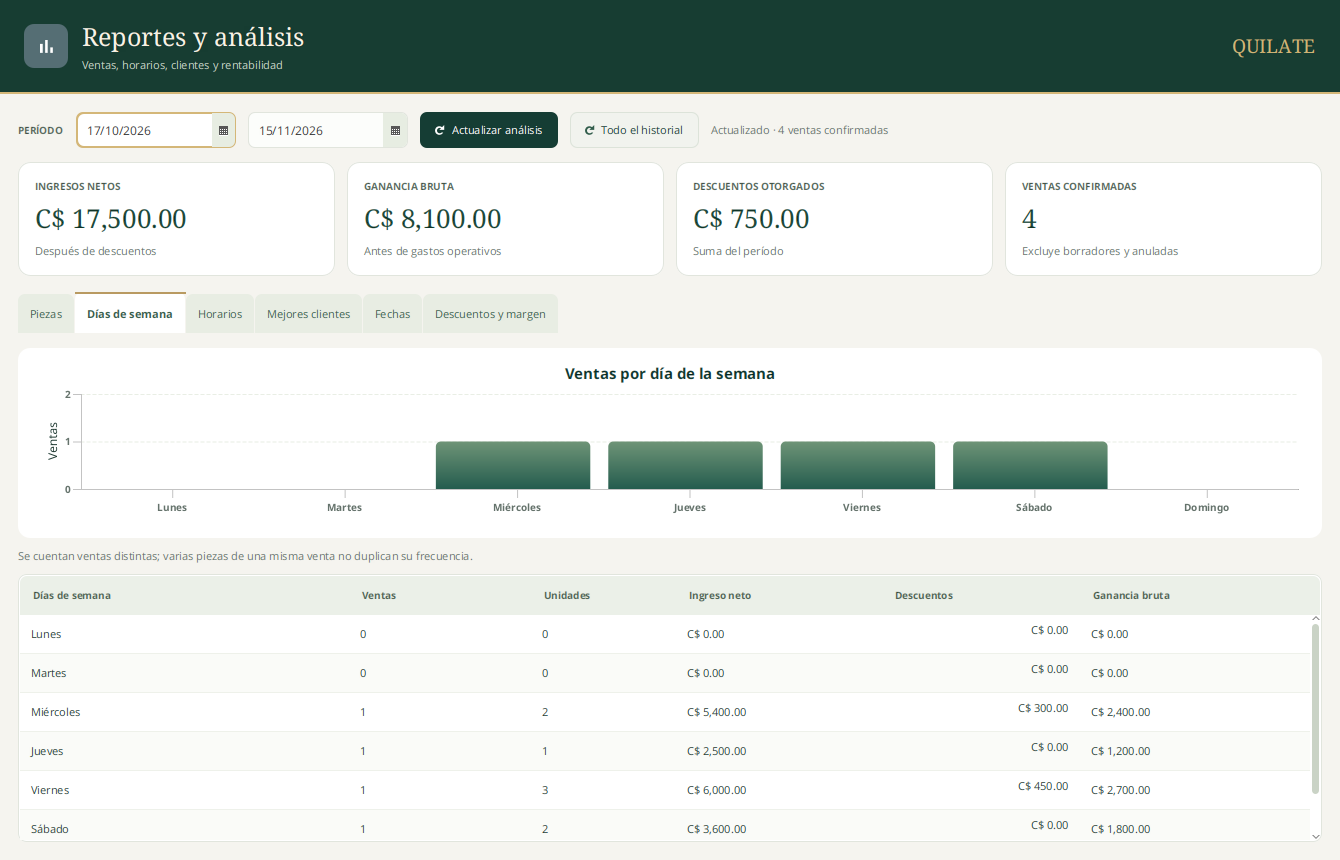 Reportes y análisis
Ventas, horarios, clientes y rentabilidad
QUILATE
PERÍODO 17/10/2026 15/11/2026 Actualizar análisis Todo el historial Actualizado · 4 ventas confirmadas
INGRESOS NETOS
C$ 17,500.00
Después de descuentos
GANANCIA BRUTA
C$ 8,100.00
Antes de gastos operativos
DESCUENTOS OTORGADOS
C$ 750.00
Suma del período
VENTAS CONFIRMADAS
4
Excluye borradores y anuladas
Piezas Días de semana Horarios Mejores clientes Fechas Descuentos y margen
Ventas por día de la semana
Ventas
2
1
0
Lunes Martes Miércoles Jueves Viernes Sábado Domingo
Se cuentan ventas distintas; varias piezas de una misma venta no duplican su frecuencia.
Días de semana Ventas Unidades Ingreso neto Descuentos Ganancia bruta
Lunes 0 0 C$ 0.00 C$ 0.00 C$ 0.00
Martes 0 0 C$ 0.00 C$ 0.00 C$ 0.00
Miércoles 1 2 C$ 5,400.00 C$ 300.00 C$ 2,400.00
Jueves 1 1 C$ 2,500.00 C$ 0.00 C$ 1,200.00
Viernes 1 3 C$ 6,000.00 C$ 450.00 C$ 2,700.00
Sábado 1 2 C$ 3,600.00 C$ 0.00 C$ 1,800.00